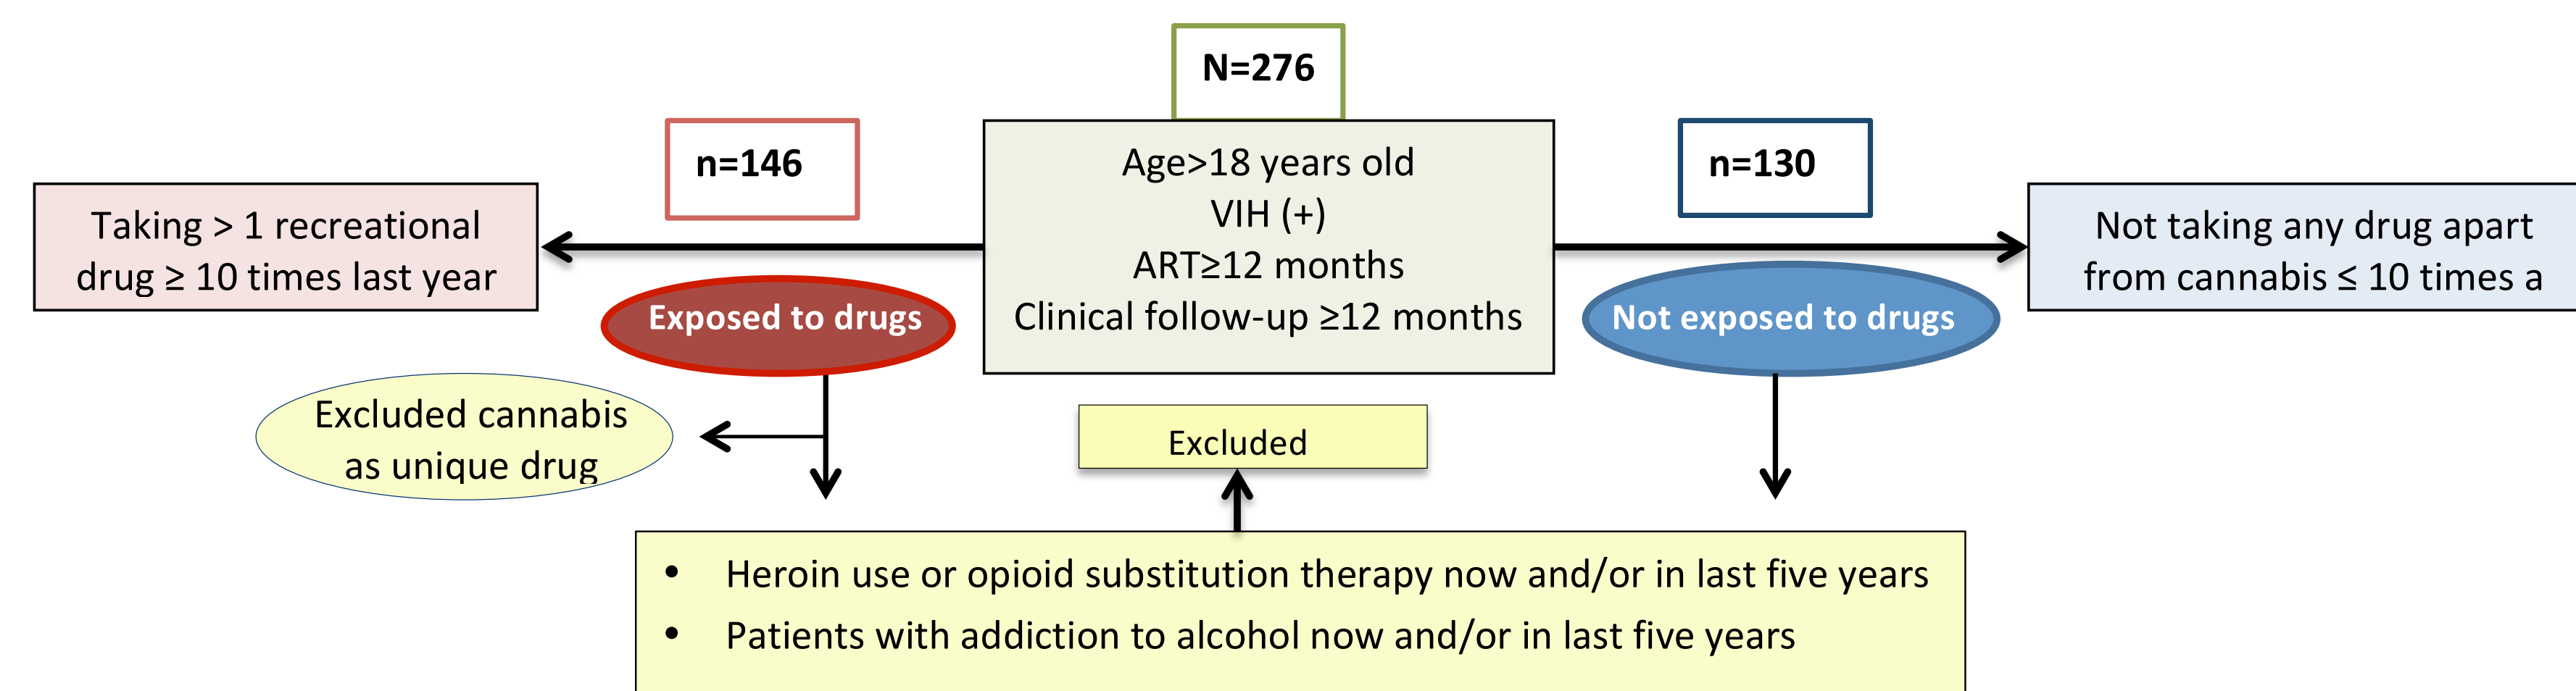 N=276
n=146
n=130
Age>18 years old
VIH (+)
ART≥12 months
Clinical follow-up ≥12 months
Taking > 1 recreational
drug ≥ 10 times last year
Not taking any drug apart
from cannabis ≤ 10 times a
Exposed to drugs
Not exposed to drugs
Excluded cannabis
as unique drug
Excluded
• Heroin use or opioid substitution therapy now and/or in last five years
• Patients with addiction to alcohol now and/or in last five years